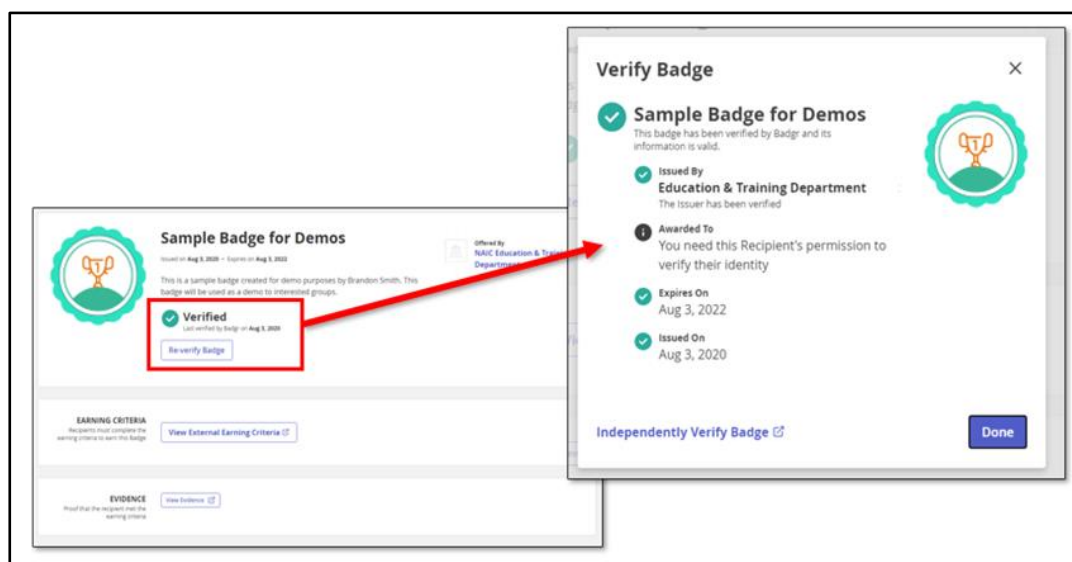 Sample Badge for Demos
Issued on Aug 3, 2020 • Expires on Aug 3, 2022
This is a sample badge created for demo purposes by Brandon Smith. This
badge will be used as a demo to interested groups.
Offered By
NAIC Education & Train
Department
Verified
Last verified by Badgr on Aug 3, 2020
Re-verify Badge
EARNING CRITERIA
Recipients must complete the
earning criteria to earn this Badge
View External Earning Criteria
EVIDENCE
Proof that the recipient met the
earning criteria
View Evidence
Verify Badge
Sample Badge for Demos
This badge has been verified by Badgr and its
information is valid.
Issued By
Education & Training Department
The Issuer has been verified
Awarded To
You need this Recipient's permission to
verify their identity
Expires On
Aug 3, 2022
Issued On
Aug 3, 2020
Independently Verify Badge
Done
1
1